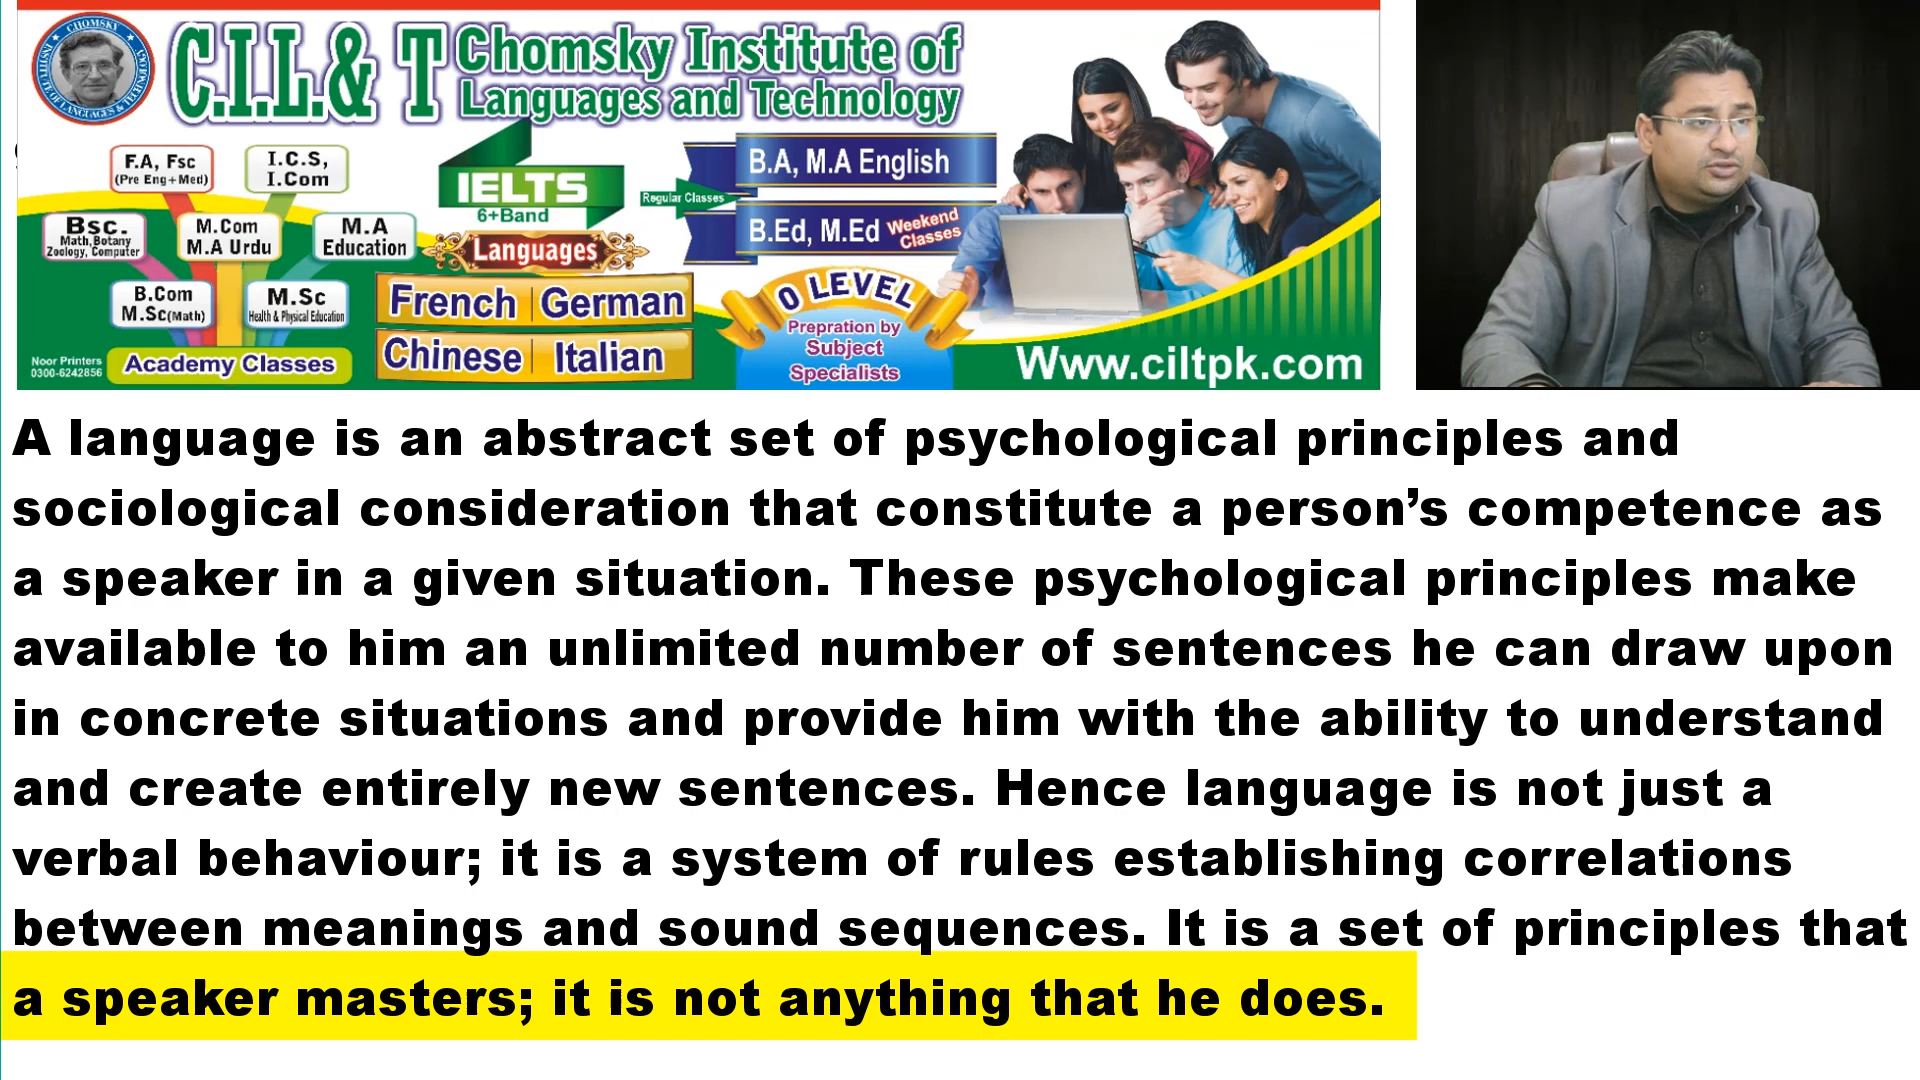 C.I.L.& T Chomsky Institute of
Languages and Technology
CHOMSKY
INSTITUTE OF LANGUAGES & TECHNOLOGY
F.A, Fsc
(Pre Eng+Med)
I.C.S,
I.Com
Bsc.
Math,Botany
Zoology, Computer
M.Com
M.A Urdu
M.A
Education
B.Com
M.Sc(Math)
M.Sc
Health & Physical Education
Noor Printers
0300-6242856
Academy Classes
IELTS
6+Band
Languages
French German
Chinese Italian
Regular Classes
B.A, M.A English
B.Ed, M.Ed Weekend
Classes
O LEVEL
Prepration by
Subject
Specialists
Www.ciltpk.com
A language is an abstract set of psychological principles and
sociological consideration that constitute a person’s competence as
a speaker in a given situation. These psychological principles make
available to him an unlimited number of sentences he can draw upon
in concrete situations and provide him with the ability to understand
and create entirely new sentences. Hence language is not just a
verbal behaviour; it is a system of rules establishing correlations
between meanings and sound sequences. It is a set of principles that
a speaker masters; it is not anything that he does.